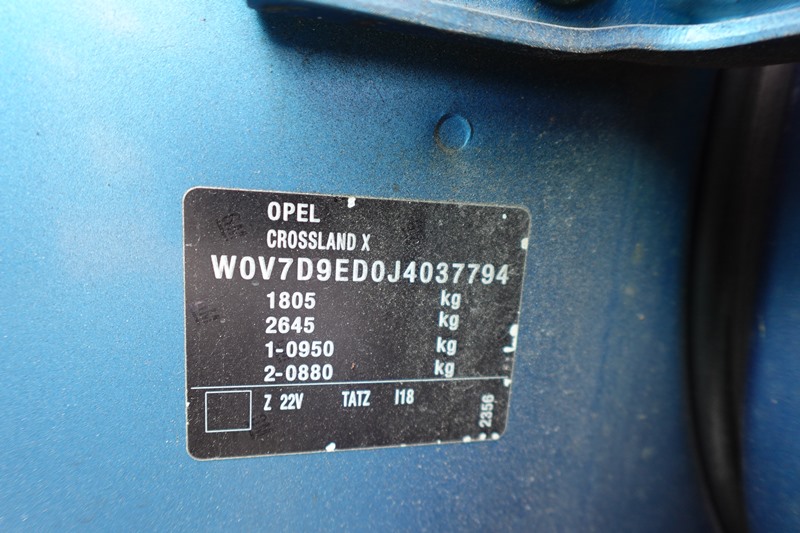 OPEL
CROSSLAND X
W0V7D9ED0J4037794
1805 kg
2645 kg
1-0950 kg
2-0880 kg
Z 22V TATZ I18
2356